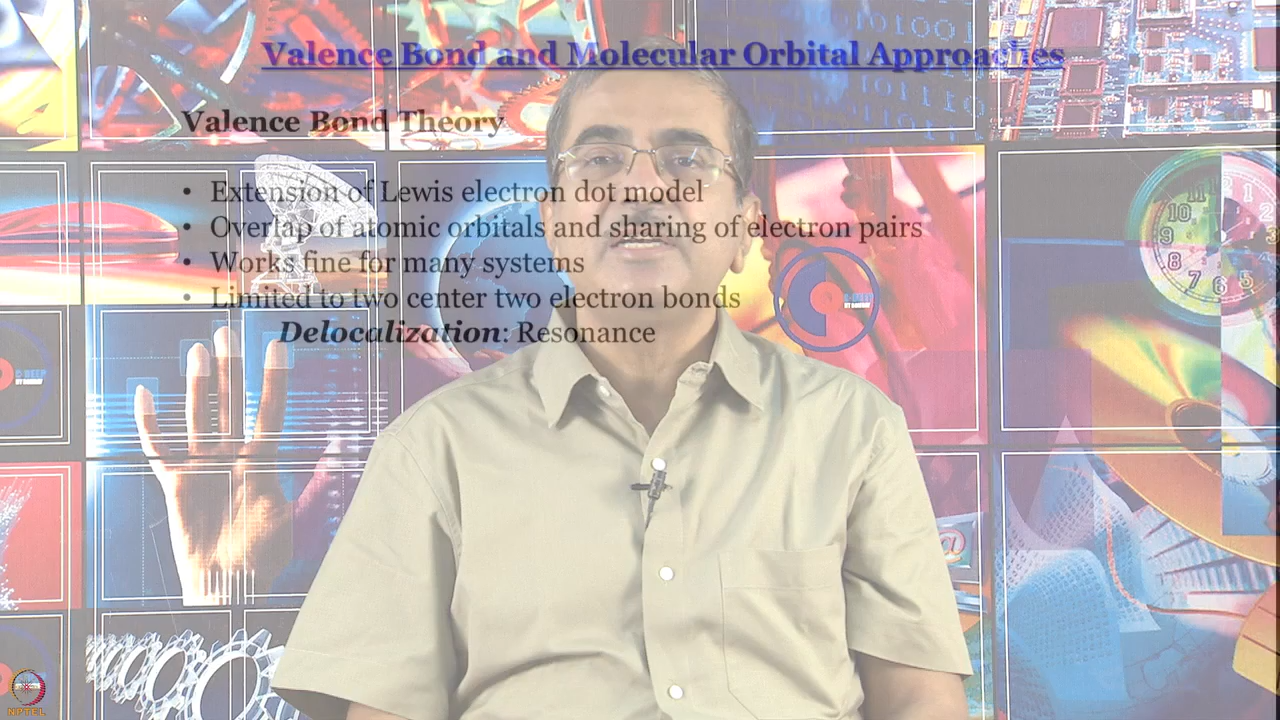 Valence Bond and Molecular Orbital Approaches
Valence Bond Theory
• Extension of Lewis electron dot model
• Overlap of atomic orbitals and sharing of electron pairs
• Works fine for many systems
• Limited to two center two electron bonds
Delocalization: Resonance
NPTEL